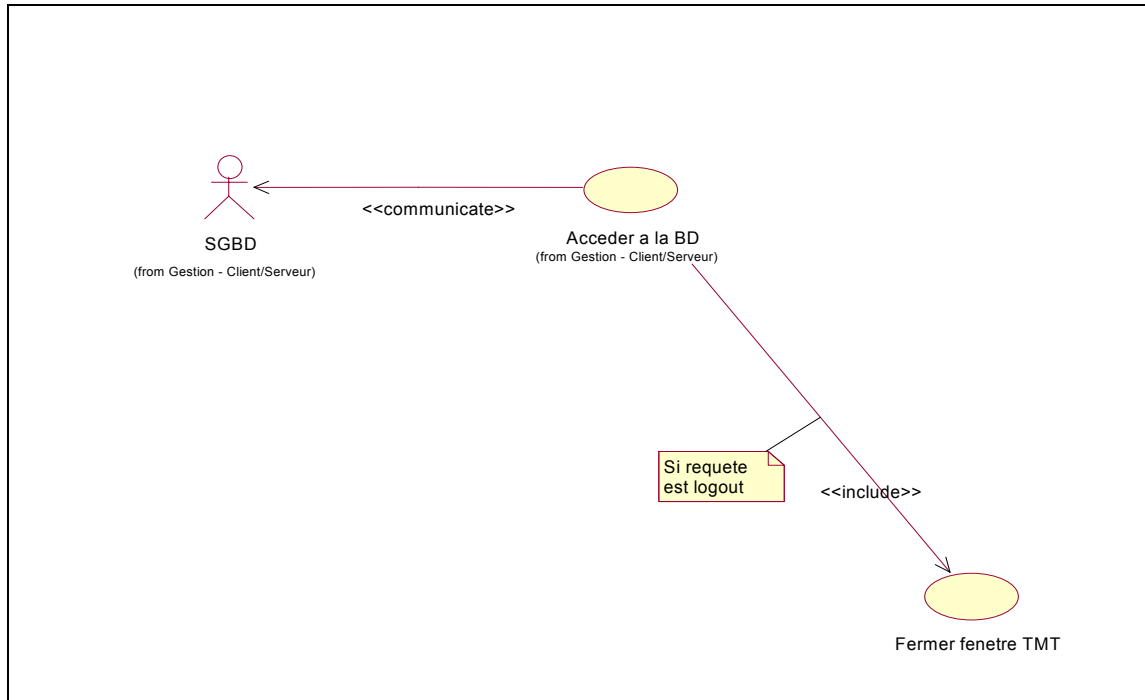 <<communicate>>
SGBD
(from Gestion - Client/Serveur)
Acceder a la BD
(from Gestion - Client/Serveur)
Si requete
est logout
<<include>>
Fermer fenetre TMT